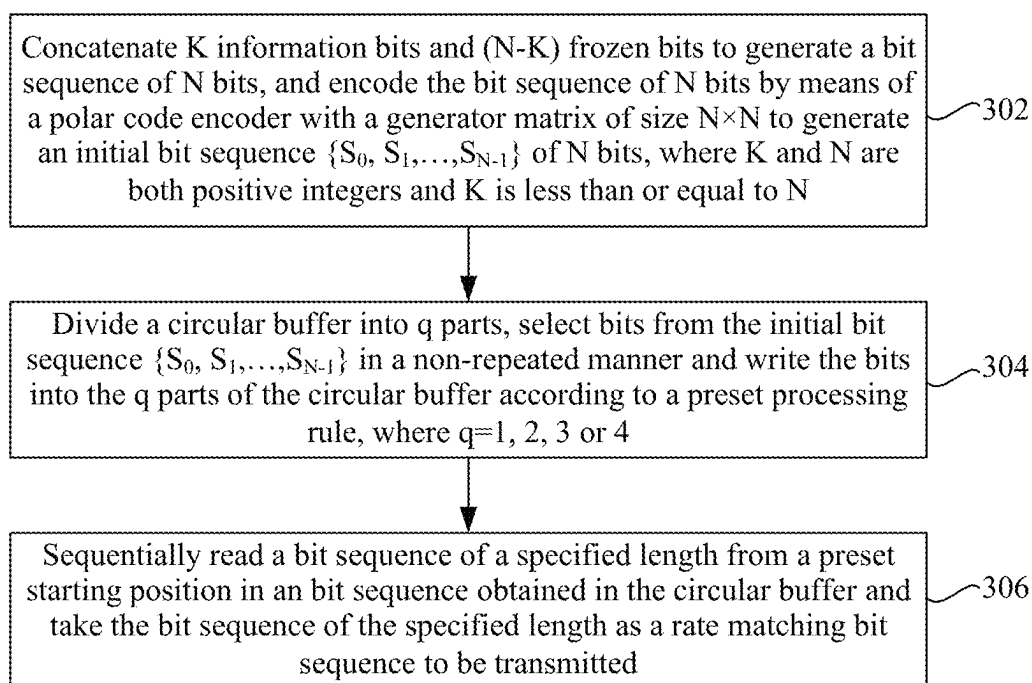 Concatenate K information bits and (N-K) frozen bits to generate a bit
sequence of N bits, and encode the bit sequence of N bits by means of
a polar code encoder with a generator matrix of size N×N to generate
an initial bit sequence {S0, S1,…,SN-1} of N bits, where K and N are
both positive integers and K is less than or equal to N
302
Divide a circular buffer into q parts, select bits from the initial bit
sequence {S0, S1,…,SN-1} in a non-repeated manner and write the bits
into the q parts of the circular buffer according to a preset processing
rule, where q=1, 2, 3 or 4
304
Sequentially read a bit sequence of a specified length from a preset
starting position in an bit sequence obtained in the circular buffer and
take the bit sequence of the specified length as a rate matching bit
sequence to be transmitted
306